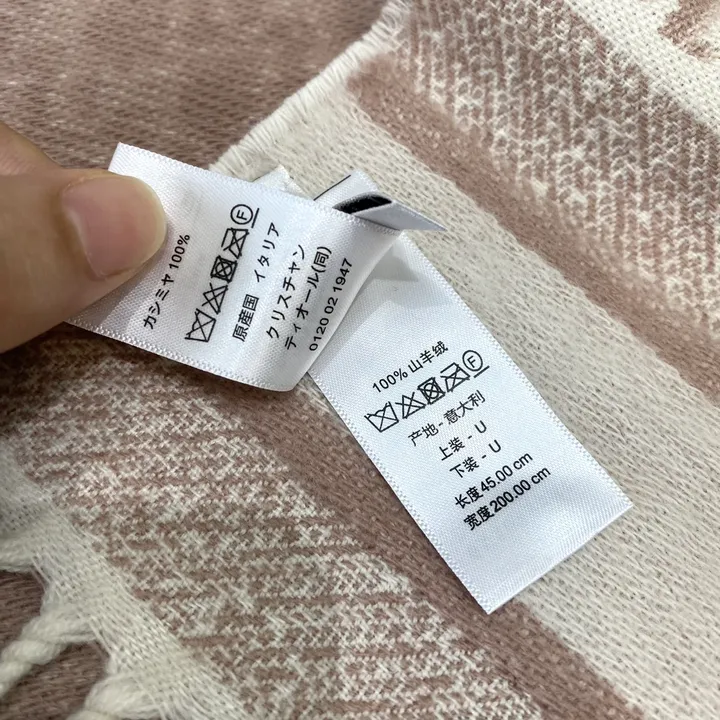 カシミヤ 100%
F
原産国 イタリア
クリスチャン
ディオール(同)
0120 02 1947
100% 山羊绒
F
产地 - 意大利
上装 - U
下装 - U
长度 45.00 cm
宽度 200.00 cm